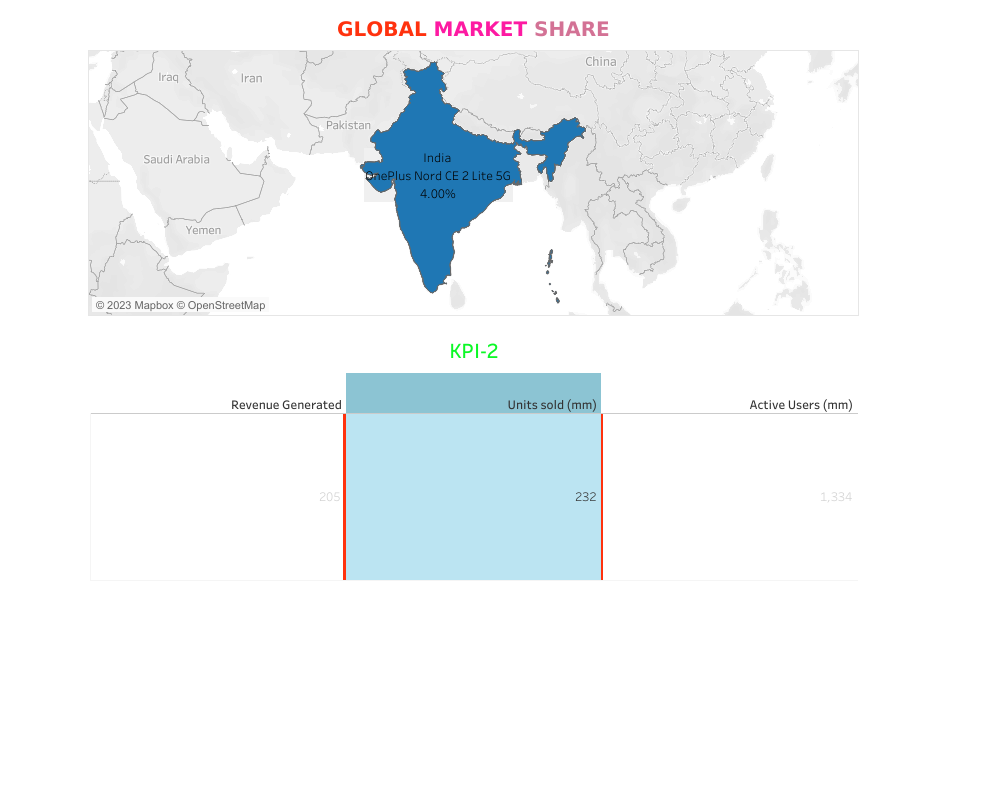 GLOBAL MARKET SHARE
China
Iraq
Iran
Pakistan
India
Saudi Arabia
OnePlus Nord CE 2 Lite 5G
4.00%
Yemen
© 2023 Mapbox © OpenStreetMap
KPI-2
Revenue Generated
Units sold (mm)
Active Users (mm)
205
232
1,334